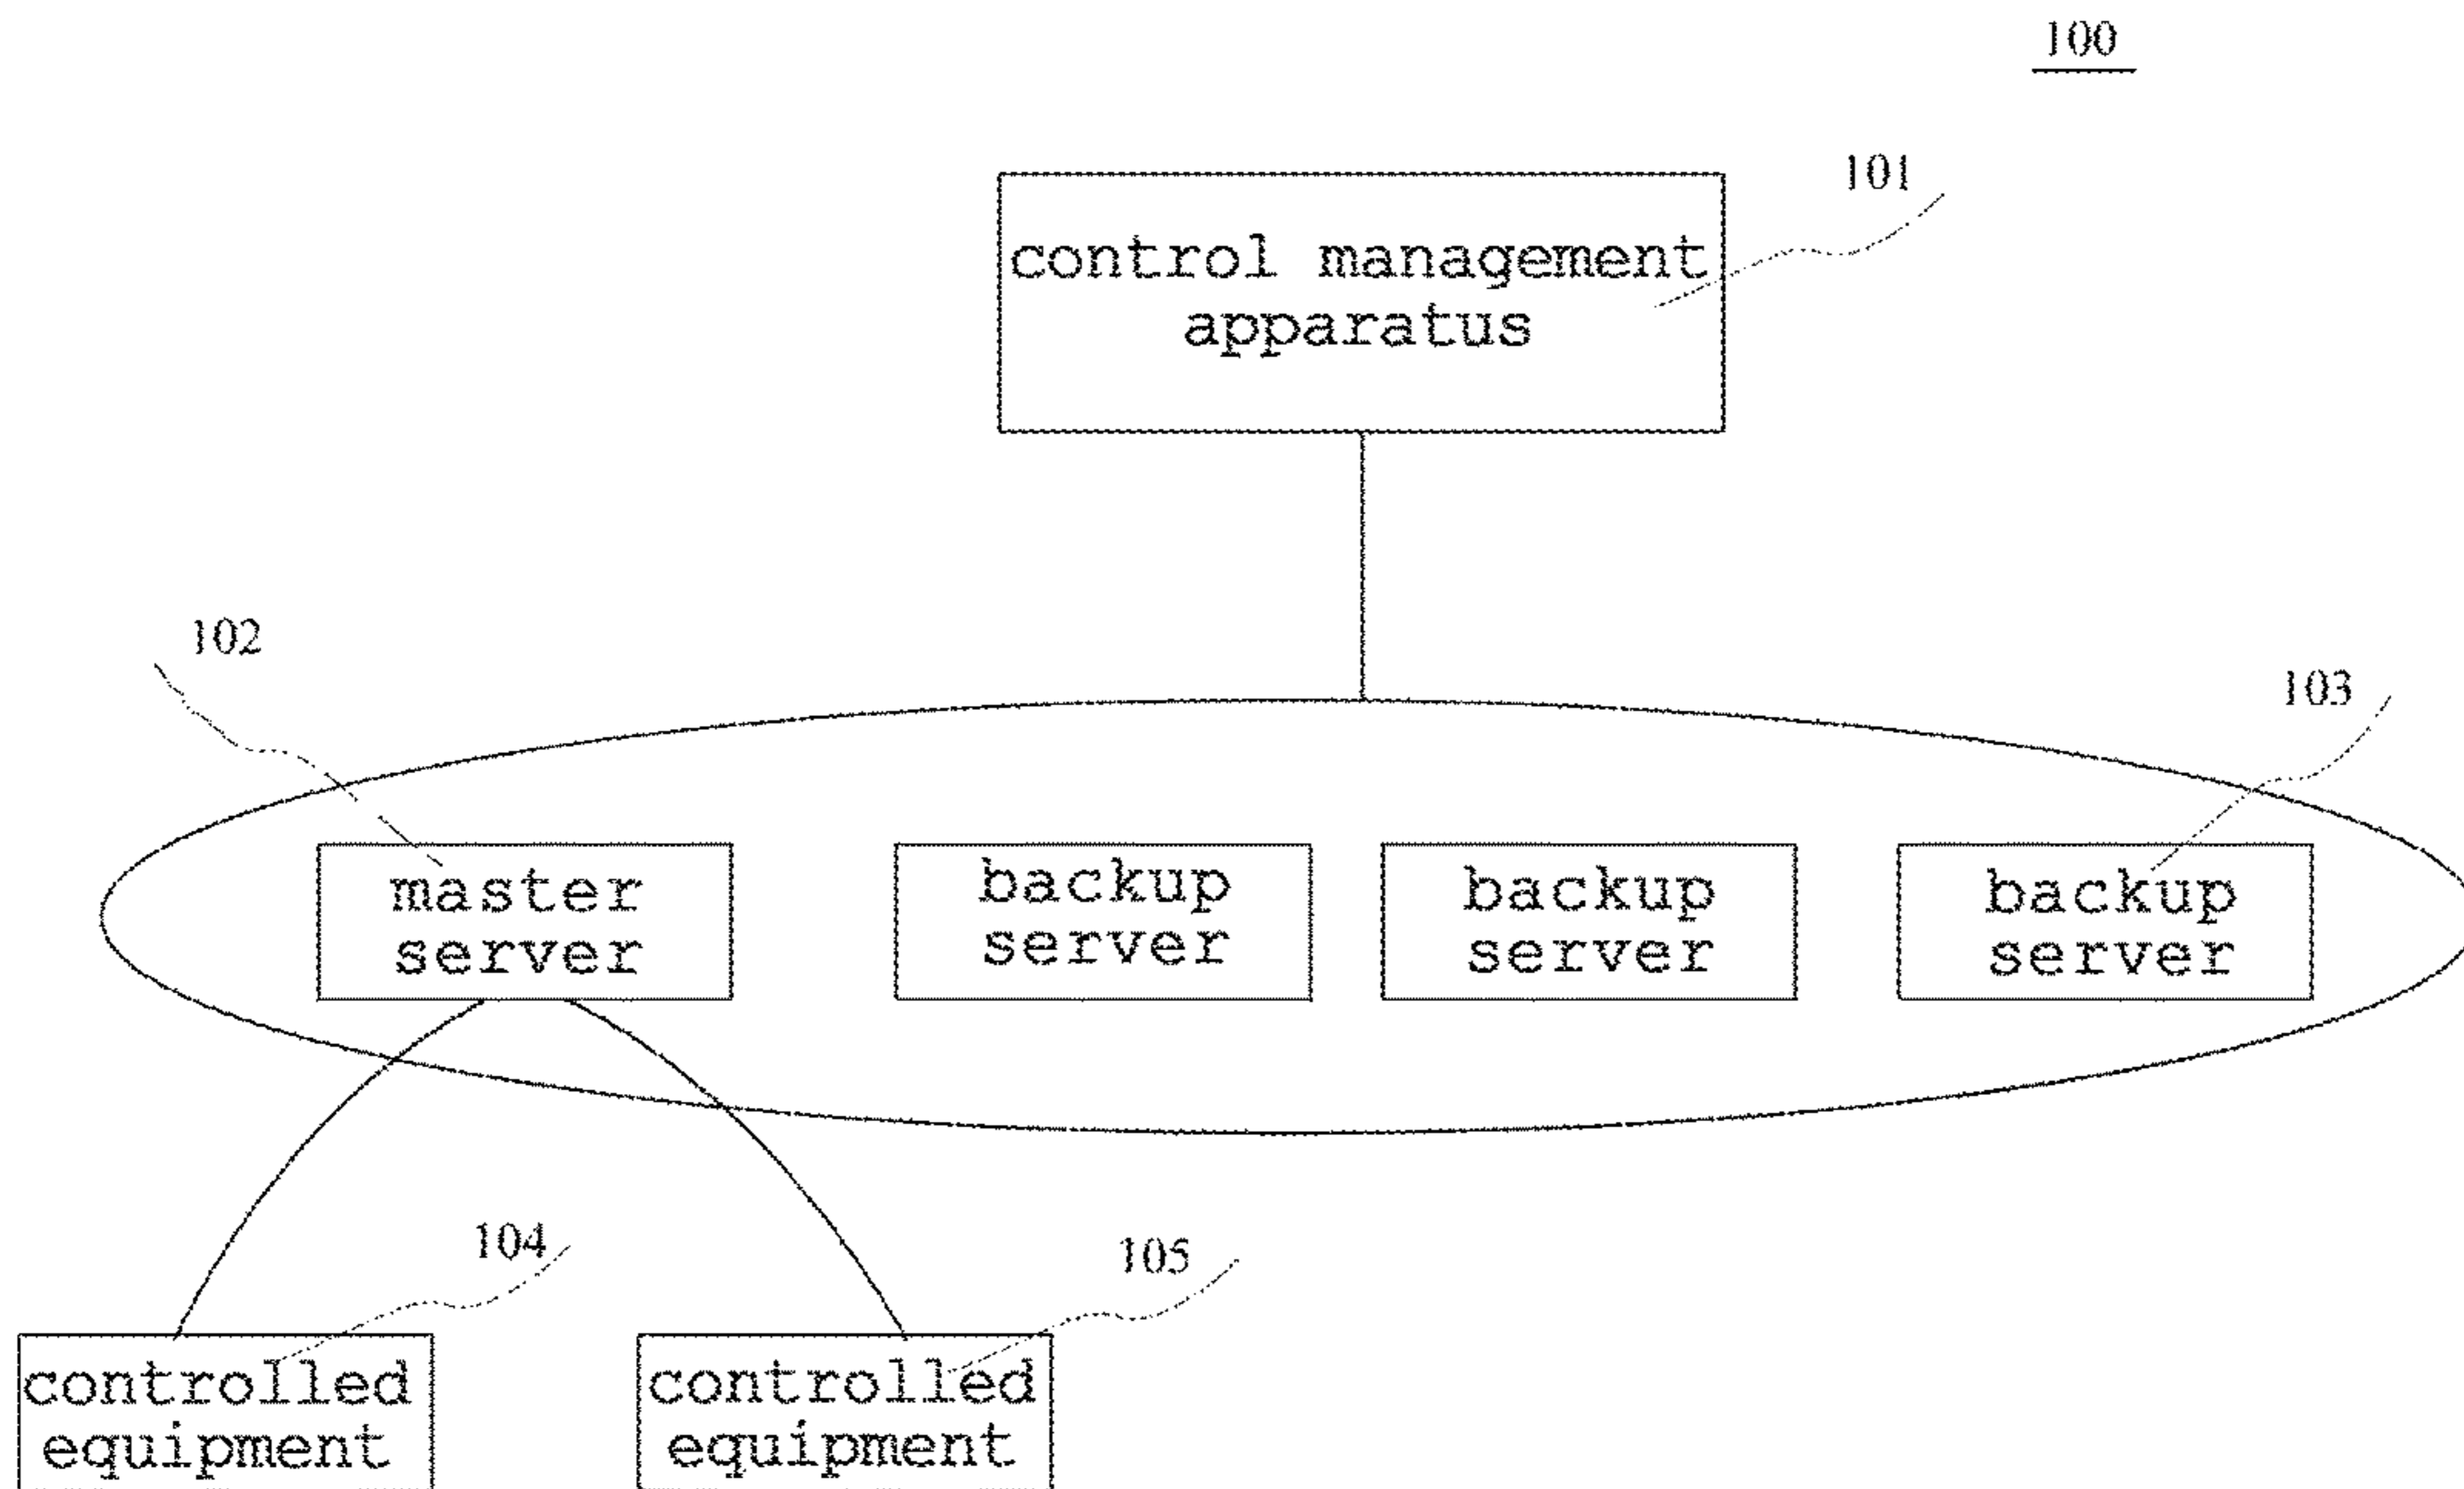 100
101
control management
apparatus
102
103
master
server
backup
server
backup
server
backup
server
104
105
controlled
equipment
controlled
equipment